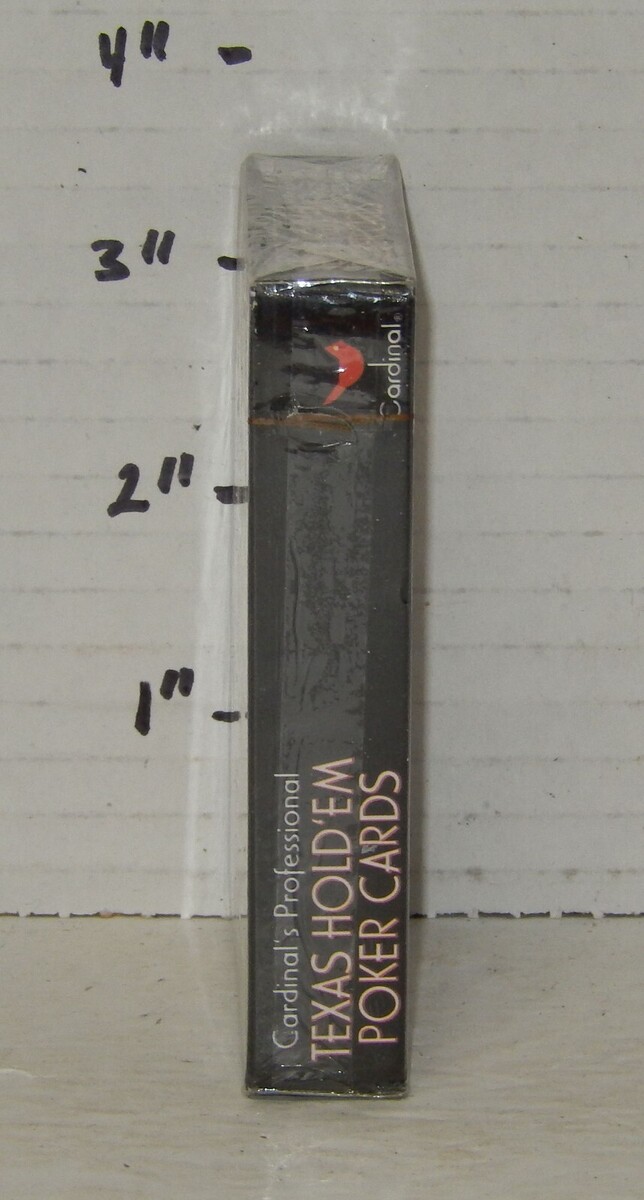 4"
3"
2"
1"
Cardinal®
Cardinal's Professional
TEXAS HOLD'EM
POKER CARDS